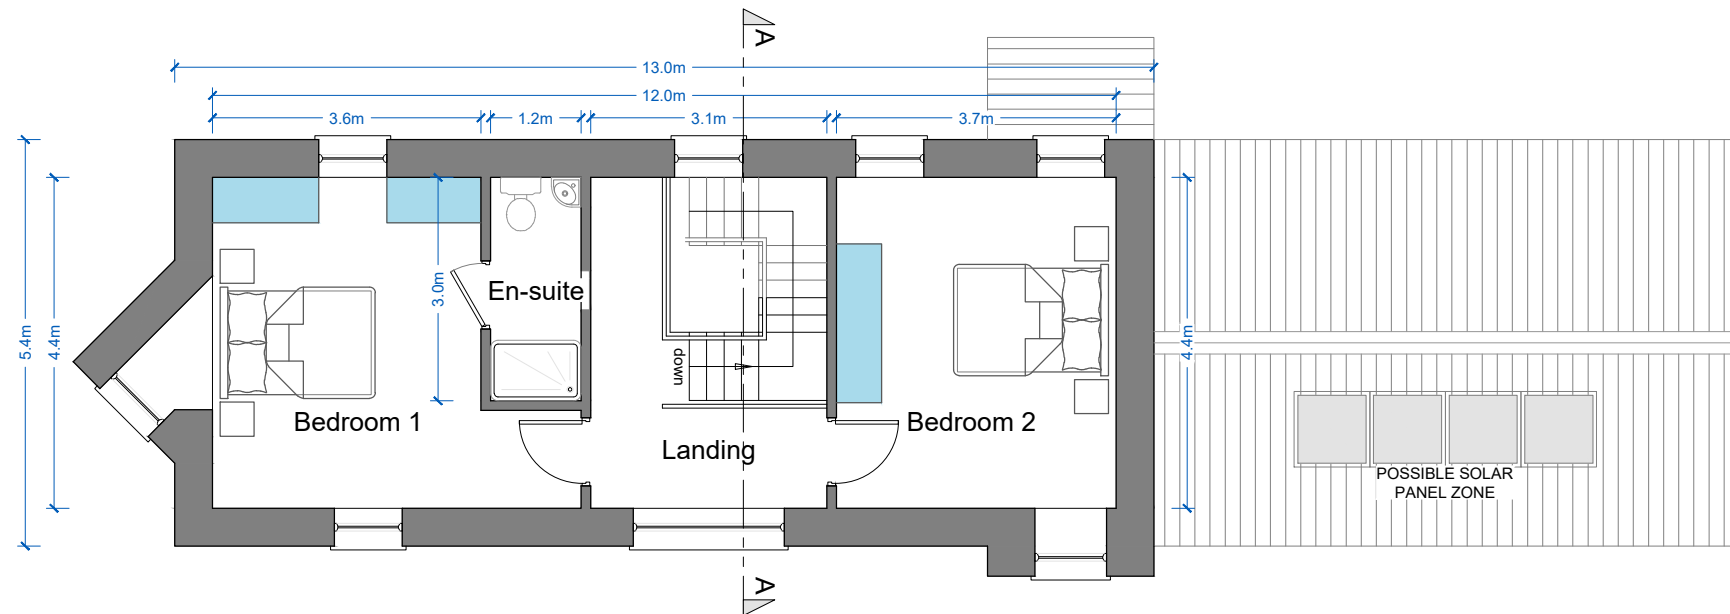 A
13.0m
12.0m
3.6m
1.2m
3.1m
3.7m
5.4m
4.4m
3.0m
4.4m
En-suite
down
Bedroom 1
Landing
Bedroom 2
POSSIBLE SOLAR
PANEL ZONE
A